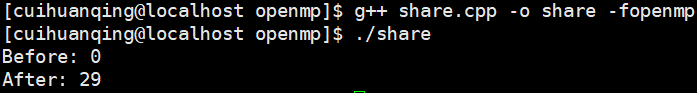 [cuihuanqing@localhost openmp]$ g++ share.cpp -o share -fopenmp
[cuihuanqing@localhost openmp]$ ./share
Before: 0
After: 29